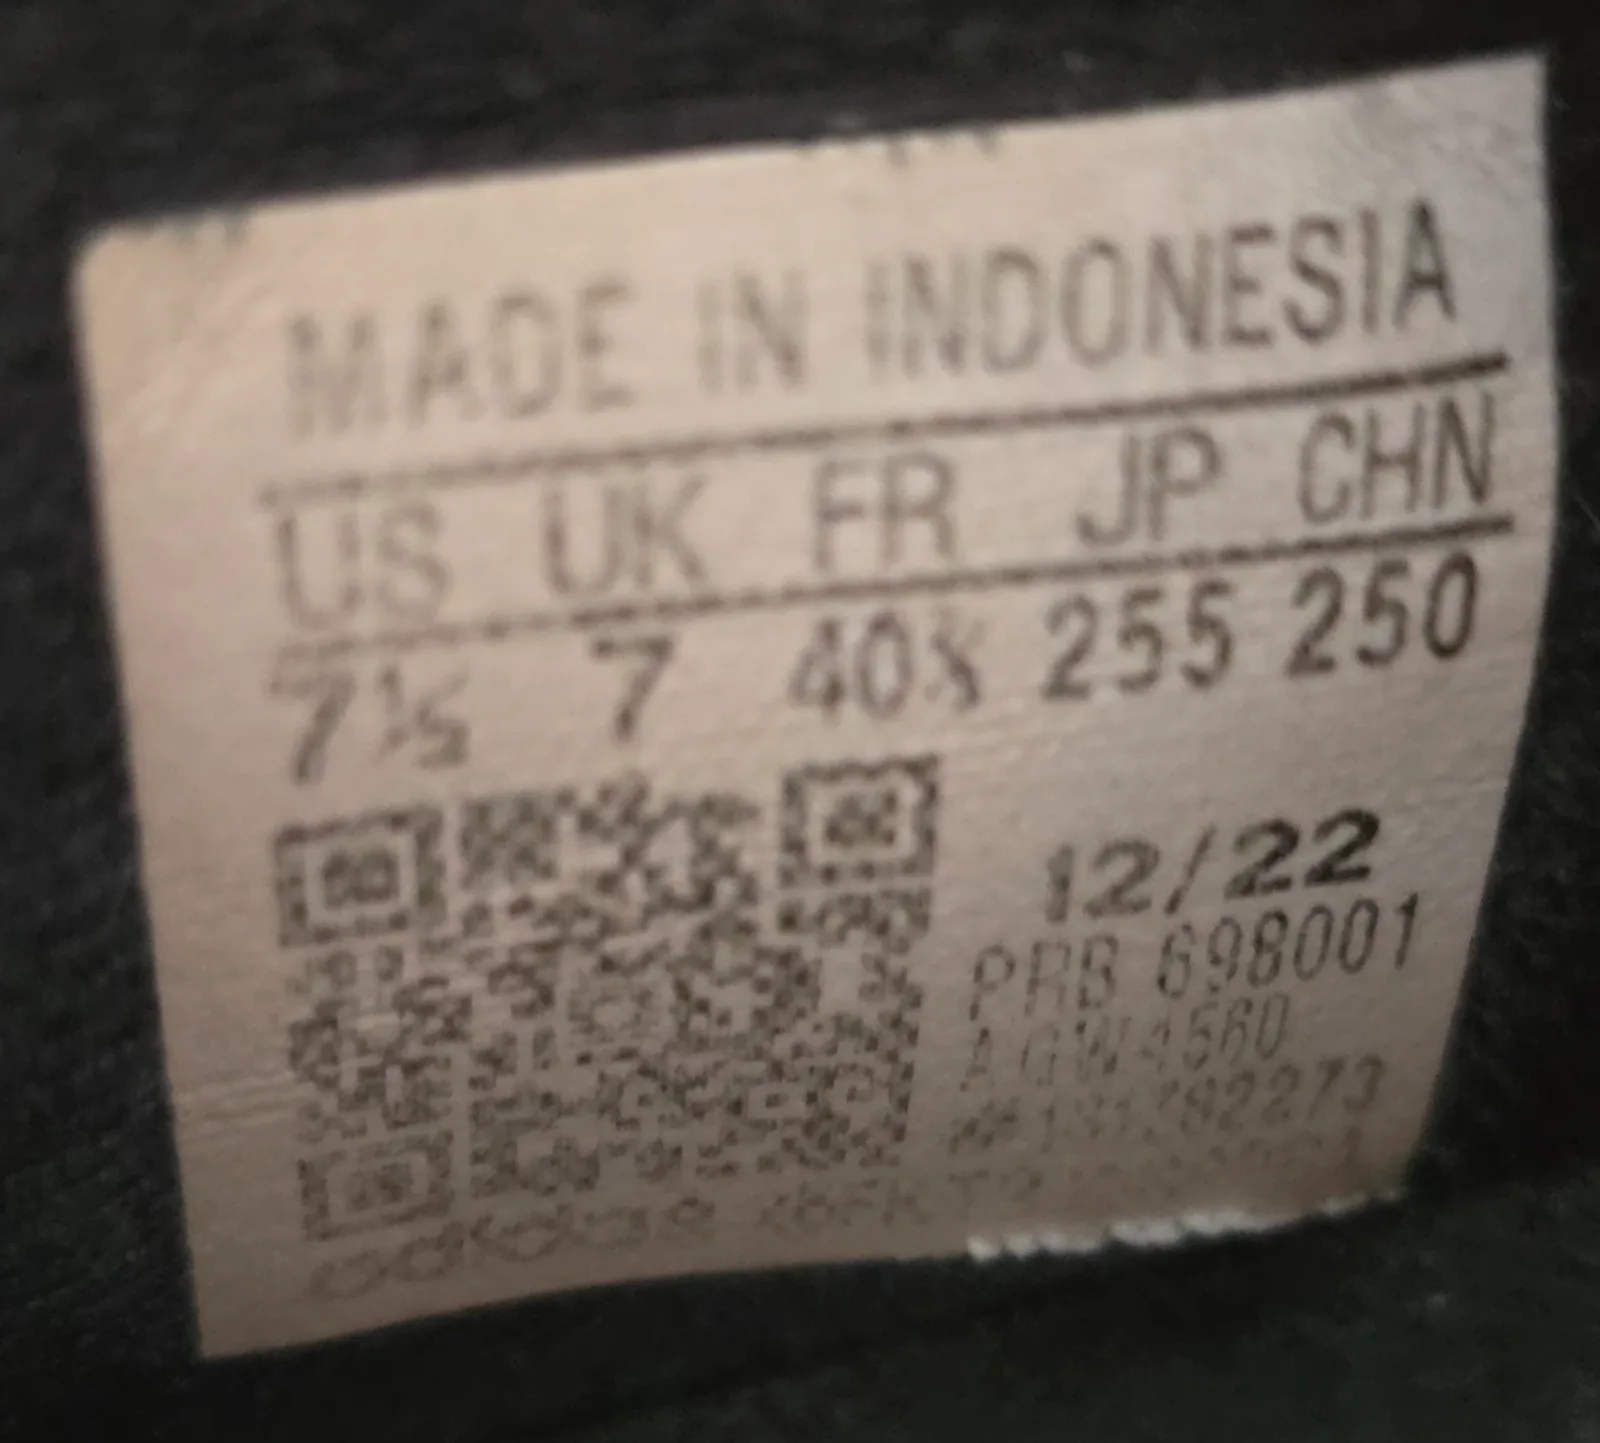 MADE IN INDONESIA
US UK FR JP CHN
7½ 7 40⅔ 255 250
12/22
PRB 698001